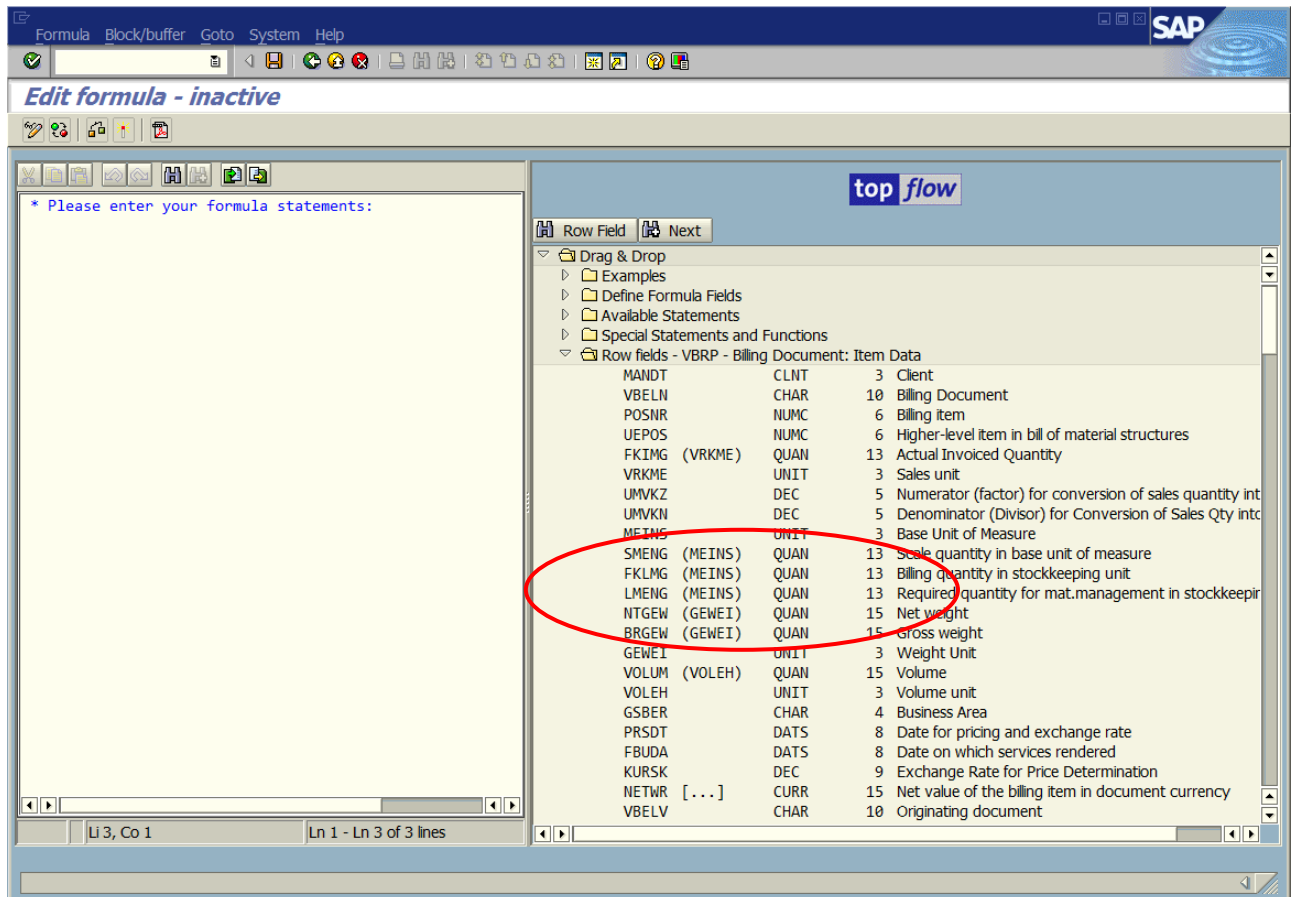 SAP
Formula Block/buffer Goto System Help
Edit formula - inactive
* Please enter your formula statements:
top flow
Row Field Next
Drag & Drop
Examples
Define Formula Fields
Available Statements
Special Statements and Functions
Row fields - VBRP - Billing Document: Item Data
MANDT CLNT 3 Client
VBELN CHAR 10 Billing Document
POSNR NUMC 6 Billing item
UEPOS NUMC 6 Higher-level item in bill of material structures
FKIMG (VRKME) QUAN 13 Actual Invoiced Quantity
VRKME UNIT 3 Sales unit
UMVKZ DEC 5 Numerator (factor) for conversion of sales quantity int
UMVKN DEC 5 Denominator (Divisor) for Conversion of Sales Qty intc
MEINS UNIT 3 Base Unit of Measure
SMENG (MEINS) QUAN 13 Scale quantity in base unit of measure
FKLMG (MEINS) QUAN 13 Billing quantity in stockkeeping unit
LMENG (MEINS) QUAN 13 Required quantity for mat.management in stockkeepir
NTGEW (GEWEI) QUAN 15 Net weight
BRGEW (GEWEI) QUAN 15 Gross weight
GEWEI UNIT 3 Weight Unit
VOLUM (VOLEH) QUAN 15 Volume
VOLEH UNIT 3 Volume unit
GSBER CHAR 4 Business Area
PRSDT DATS 8 Date for pricing and exchange rate
FBUDA DATS 8 Date on which services rendered
KURSK DEC 9 Exchange Rate for Price Determination
NETWR [...] CURR 15 Net value of the billing item in document currency
VBELV CHAR 10 Originating document
Li 3, Co 1 Ln 1 - Ln 3 of 3 lines